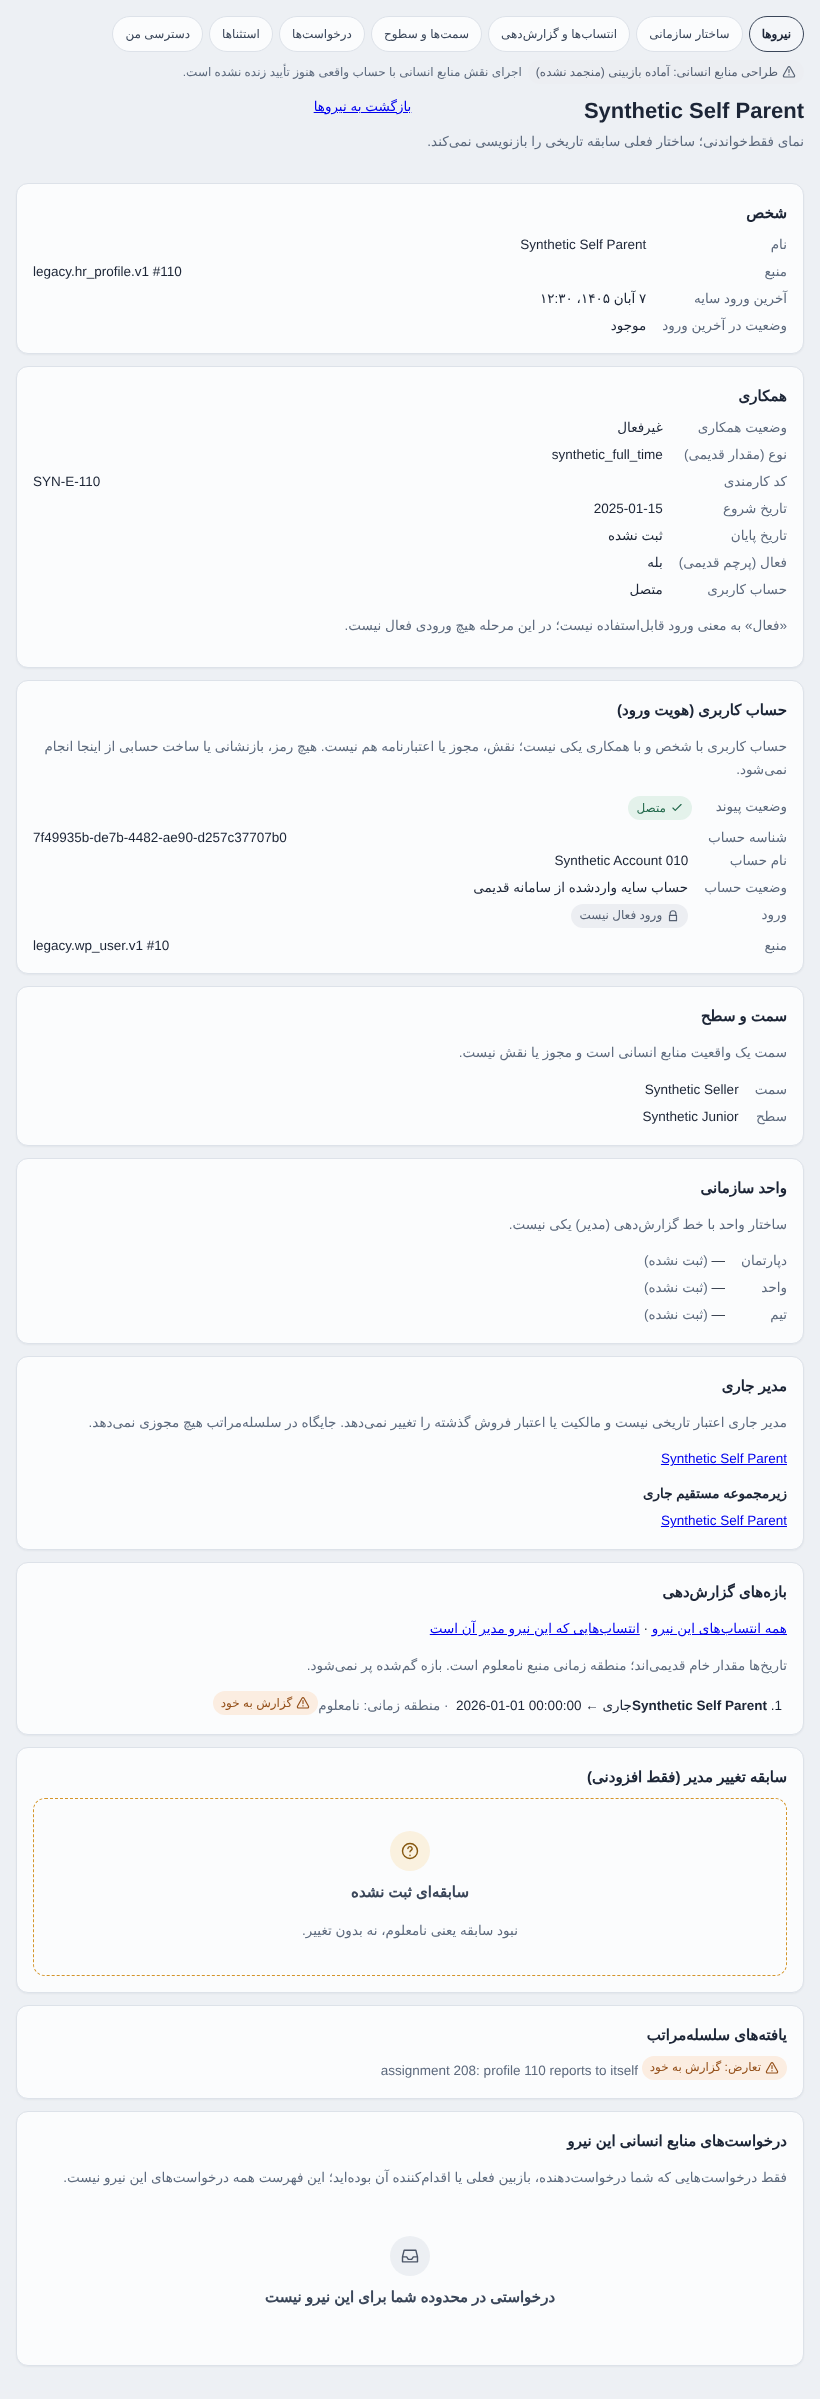 نیروها
ساختار سازمانی
انتساب‌ها و گزارش‌دهی
سمت‌ها و سطوح
درخواست‌ها
استثناها
دسترسی من
طراحی منابع انسانی: آماده بازبینی (منجمد نشده) اجرای نقش منابع انسانی با حساب واقعی هنوز تأیید زنده نشده است.
Synthetic Self Parent
بازگشت به نیروها
نمای فقط‌خواندنی؛ ساختار فعلی سابقه تاریخی را بازنویسی نمی‌کند.
شخص
نام Synthetic Self Parent
منبع legacy.hr_profile.v1 #110
آخرین ورود سایه ۷ آبان ۱۴۰۵، ۱۲:۳۰
وضعیت در آخرین ورود موجود
همکاری
وضعیت همکاری غیرفعال
نوع (مقدار قدیمی) synthetic_full_time
کد کارمندی SYN-E-110
تاریخ شروع 2025-01-15
تاریخ پایان ثبت نشده
فعال (پرچم قدیمی) بله
حساب کاربری متصل
«فعال» به معنی ورود قابل‌استفاده نیست؛ در این مرحله هیچ ورودی فعال نیست.
حساب کاربری (هویت ورود)
حساب کاربری با شخص و با همکاری یکی نیست؛ نقش، مجوز یا اعتبارنامه هم نیست. هیچ رمز، بازنشانی یا ساخت حسابی از اینجا انجام
نمی‌شود.
وضعیت پیوند متصل
شناسه حساب 7f49935b-de7b-4482-ae90-d257c37707b0
نام حساب Synthetic Account 010
وضعیت حساب حساب سایه واردشده از سامانه قدیمی
ورود ورود فعال نیست
منبع legacy.wp_user.v1 #10
سمت و سطح
سمت یک واقعیت منابع انسانی است و مجوز یا نقش نیست.
سمت Synthetic Seller
سطح Synthetic Junior
واحد سازمانی
ساختار واحد با خط گزارش‌دهی (مدیر) یکی نیست.
دپارتمان — (ثبت نشده)
واحد — (ثبت نشده)
تیم — (ثبت نشده)
مدیر جاری
مدیر جاری اعتبار تاریخی نیست و مالکیت یا اعتبار فروش گذشته را تغییر نمی‌دهد. جایگاه در سلسله‌مراتب هیچ مجوزی نمی‌دهد.
Synthetic Self Parent
زیرمجموعه مستقیم جاری
Synthetic Self Parent
بازه‌های گزارش‌دهی
همه انتساب‌های این نیرو · انتساب‌هایی که این نیرو مدیر آن است
تاریخ‌ها مقدار خام قدیمی‌اند؛ منطقه زمانی منبع نامعلوم است. بازه گم‌شده پر نمی‌شود.
1. Synthetic Self Parent 2026-01-01 00:00:00 ← جاری · منطقه زمانی: نامعلوم گزارش به خود
سابقه تغییر مدیر (فقط افزودنی)
سابقه‌ای ثبت نشده
نبود سابقه یعنی نامعلوم، نه بدون تغییر.
یافته‌های سلسله‌مراتب
تعارض: گزارش به خود assignment 208: profile 110 reports to itself
درخواست‌های منابع انسانی این نیرو
فقط درخواست‌هایی که شما درخواست‌دهنده، بازبین فعلی یا اقدام‌کننده آن بوده‌اید؛ این فهرست همه درخواست‌های این نیرو نیست.
درخواستی در محدوده شما برای این نیرو نیست